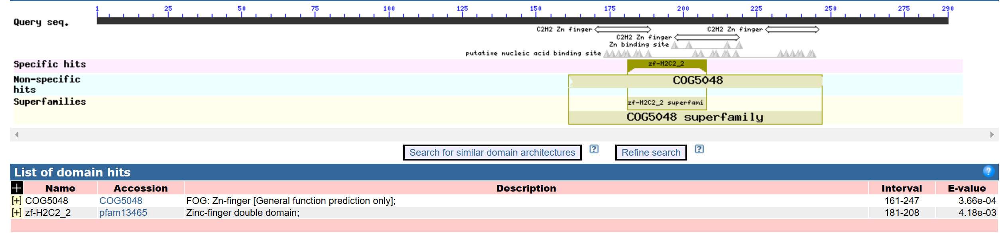 1 25 50 75 100 125 150 175 200 225 250 275 290
Query seq.
C2H2 Zn finger C2H2 Zn finger
C2H2 Zn finger
Zn binding site
putative nucleic acid binding site
Specific hits zf-H2C2_2
Non-specific COG5048
hits
Superfamilies zf-H2C2_2 superfami
COG5048 superfamily
Search for similar domain architectures ? Refine search ?
List of domain hits ?
+ Name Accession Description Interval E-value
[+] COG5048 COG5048 FOG: Zn-finger [General function prediction only]; 161-247 3.66e-04
[+] zf-H2C2_2 pfam13465 Zinc-finger double domain; 181-208 4.18e-03